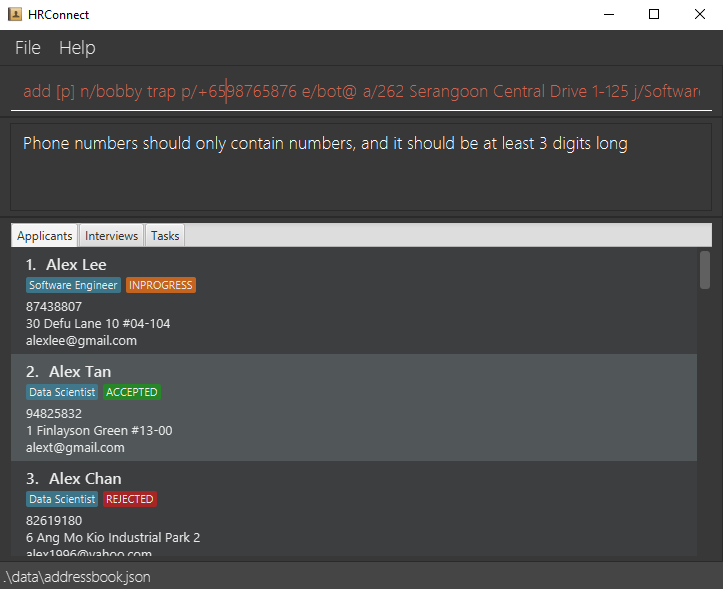 HRConnect
File Help
add [p] n/bobby trap p/+6598765876 e/bot@ a/262 Serangoon Central Drive 1-125 j/Software
Phone numbers should only contain numbers, and it should be at least 3 digits long
Applicants Interviews Tasks
1. Alex Lee
Software Engineer INPROGRESS
87438807
30 Defu Lane 10 #04-104
alexlee@gmail.com
2. Alex Tan
Data Scientist ACCEPTED
94825832
1 Finlayson Green #13-00
alext@gmail.com
3. Alex Chan
Data Scientist REJECTED
82619180
6 Ang Mo Kio Industrial Park 2
alex1996@yahoo.com
.\data\addressbook.json